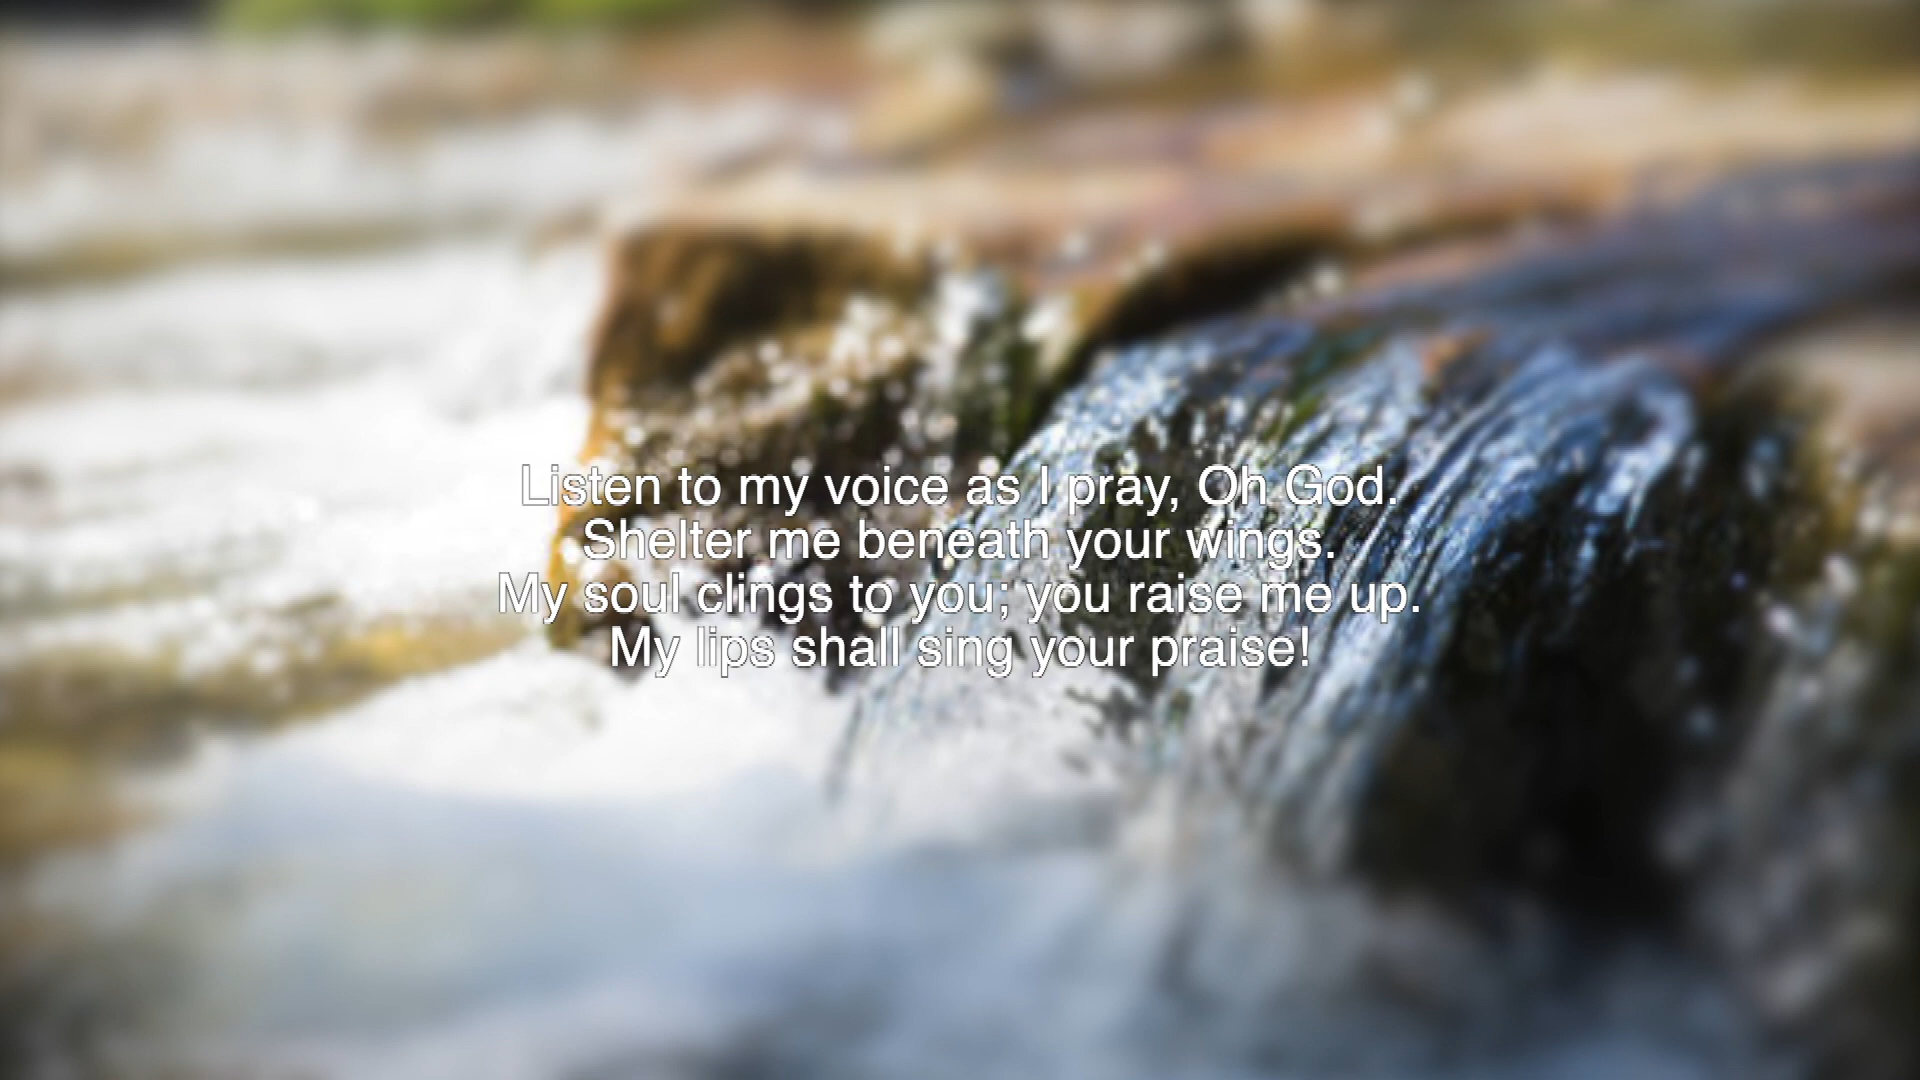 Listen to my voice as I pray, Oh God.
Shelter me beneath your wings.
My soul clings to you; you raise me up.
My lips shall sing your praise!